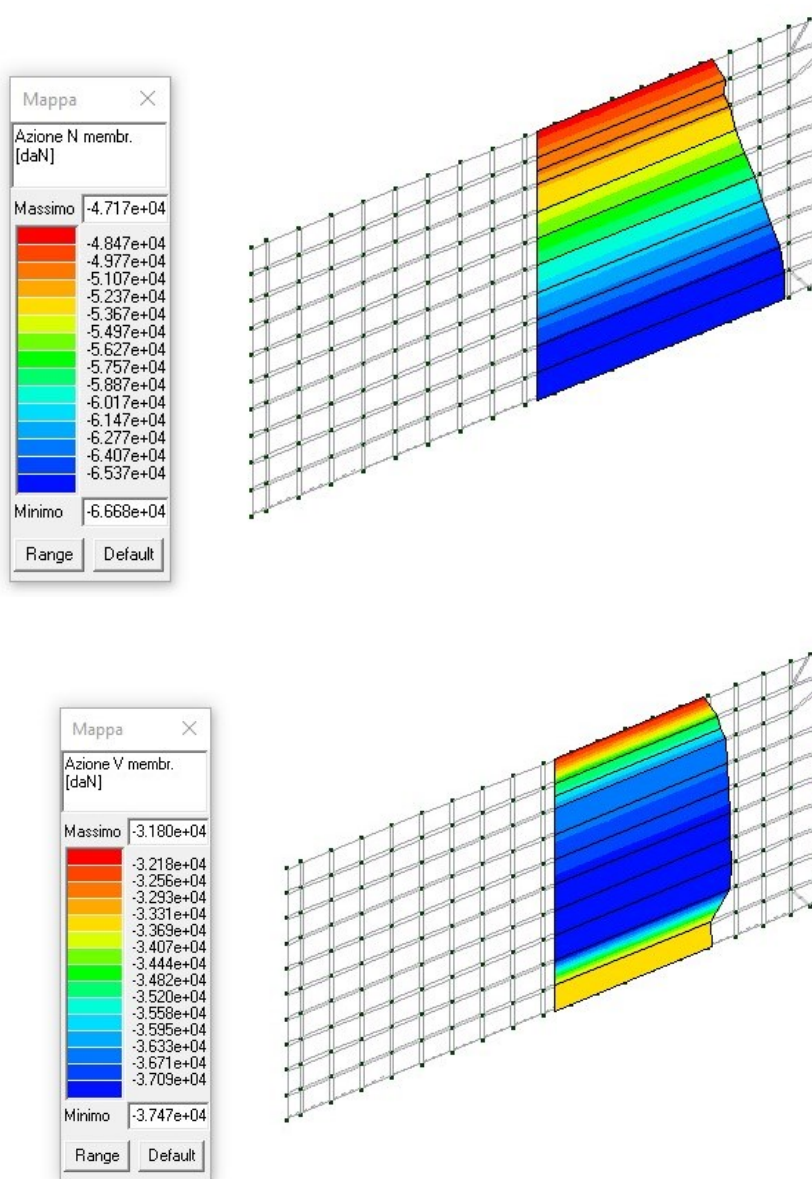 Mappa
Azione N membr.
[daN]
Massimo -4.717e+04
-4.847e+04
-4.977e+04
-5.107e+04
-5.237e+04
-5.367e+04
-5.497e+04
-5.627e+04
-5.757e+04
-5.887e+04
-6.017e+04
-6.147e+04
-6.277e+04
-6.407e+04
-6.537e+04
Minimo -6.668e+04
Range Default
Mappa
Azione V membr.
[daN]
Massimo -3.180e+04
-3.218e+04
-3.256e+04
-3.293e+04
-3.331e+04
-3.369e+04
-3.407e+04
-3.444e+04
-3.482e+04
-3.520e+04
-3.558e+04
-3.595e+04
-3.633e+04
-3.671e+04
-3.709e+04
Minimo -3.747e+04
Range Default